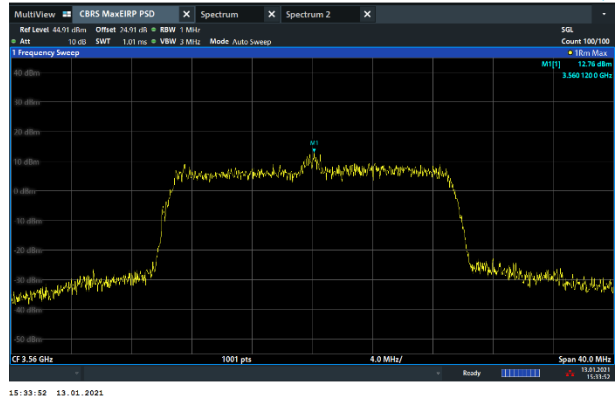 MultiView CBRS MaxEIRP PSD X Spectrum X Spectrum 2 X
Ref Level 44.91 dBm Offset 24.91 dB RBW 1 MHz SGL
Att 10 dB SWT 1.01 ms VBW 3 MHz Mode Auto Sweep Count 100/100
1 Frequency Sweep 1Rm Max
M1[1] 12.76 dBm
3.560 120 0 GHz
40 dBm
30 dBm
20 dBm
M1
10 dBm
0 dBm
-10 dBm
-20 dBm
-30 dBm
-40 dBm
-50 dBm
CF 3.56 GHz 1001 pts 4.0 MHz/ Span 40.0 MHz
Ready 13.01.2021
15:33:52
15:33:52 13.01.2021